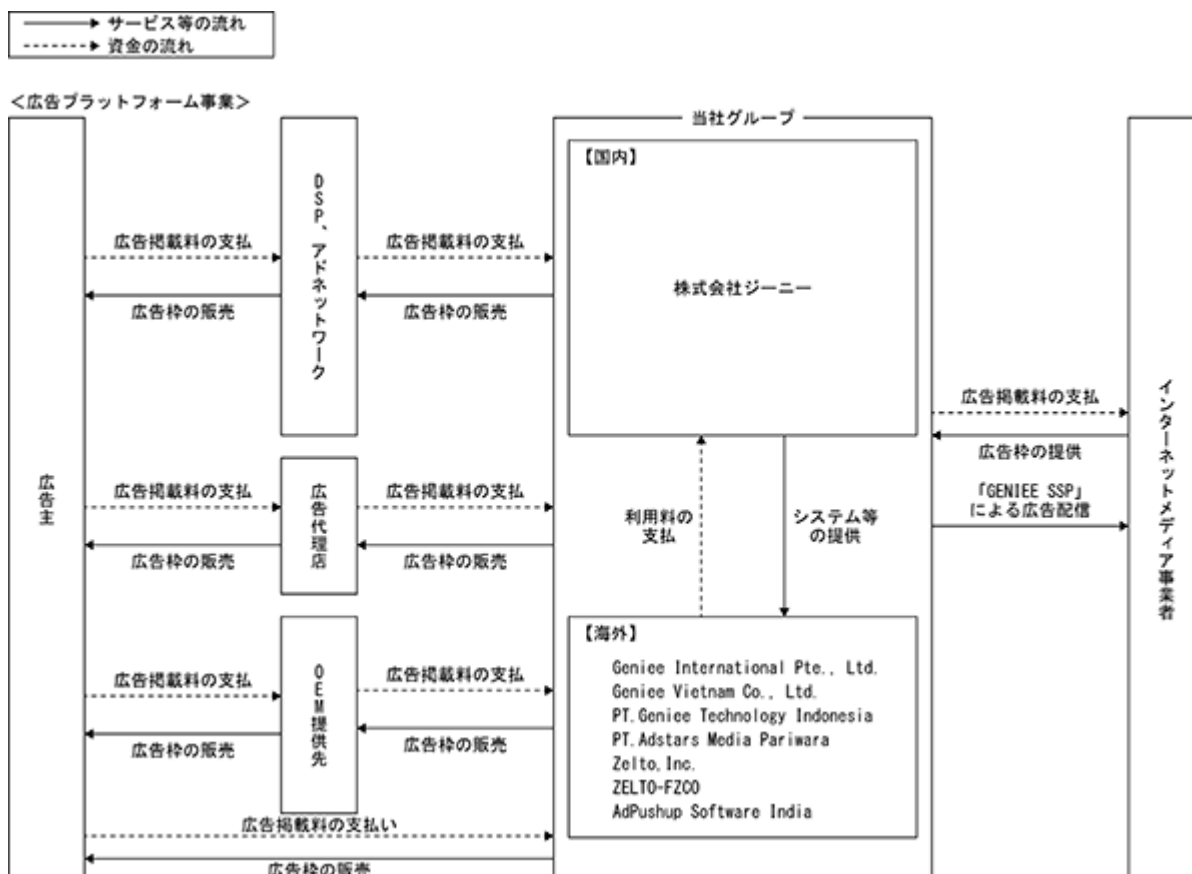 サービス等の流れ
資金の流れ
＜広告プラットフォーム事業＞
広告主
広告掲載料の支払
広告枠の販売
DSP、アドネットワーク
広告掲載料の支払
広告枠の販売
広告掲載料の支払
広告枠の販売
広告代理店
広告掲載料の支払
広告枠の販売
広告掲載料の支払
広告枠の販売
OEM提供先
広告掲載料の支払
広告枠の販売
広告掲載料の支払い
広告枠の販売
当社グループ
【国内】
株式会社ジーニー
利用料の
支払
システム等
の提供
【海外】
Geniee International Pte., Ltd.
Geniee Vietnam Co., Ltd.
PT.Geniee Technology Indonesia
PT.Adstars Media Pariwara
Zelto,Inc.
ZELTO-FZCO
AdPushup Software India
広告掲載料の支払
広告枠の提供
「GENIEE SSP」
による広告配信
インターネットメディア事業者